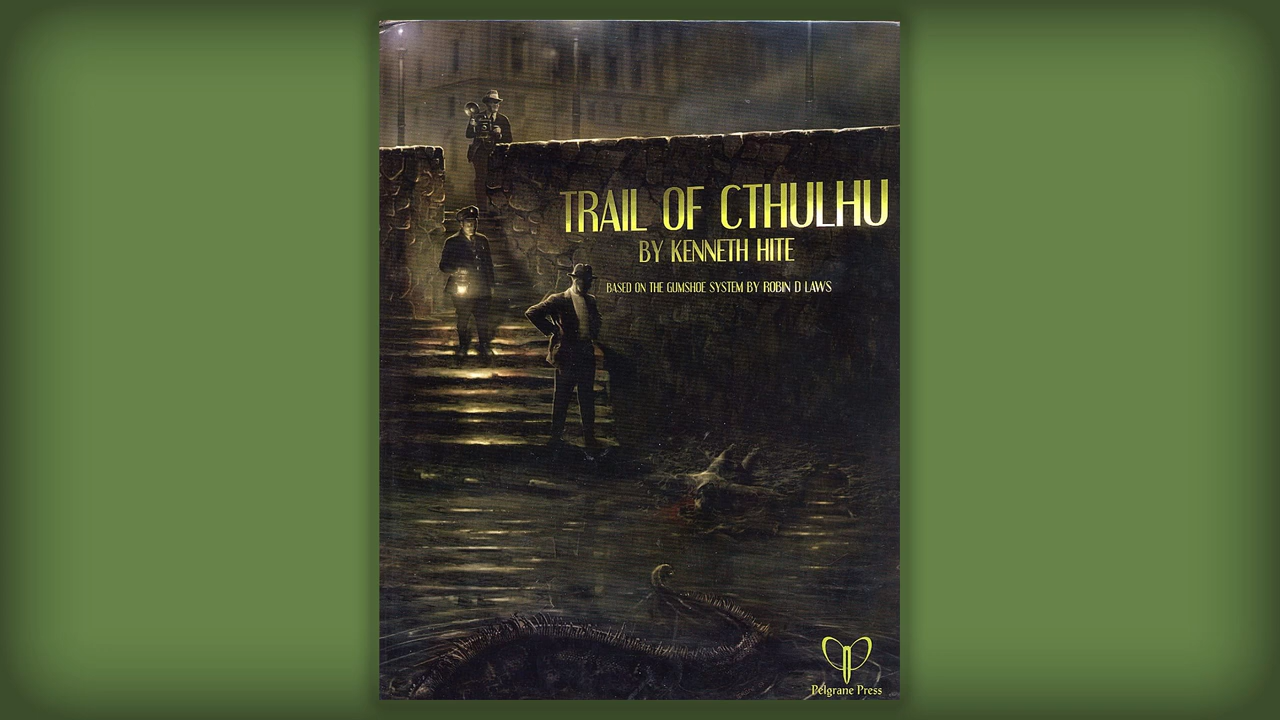 TRAIL OF CTHULHU
BY KENNETH HITE
BASED ON THE GUMSHOE SYSTEM BY ROBIN D LAWS
Pelgrane Press